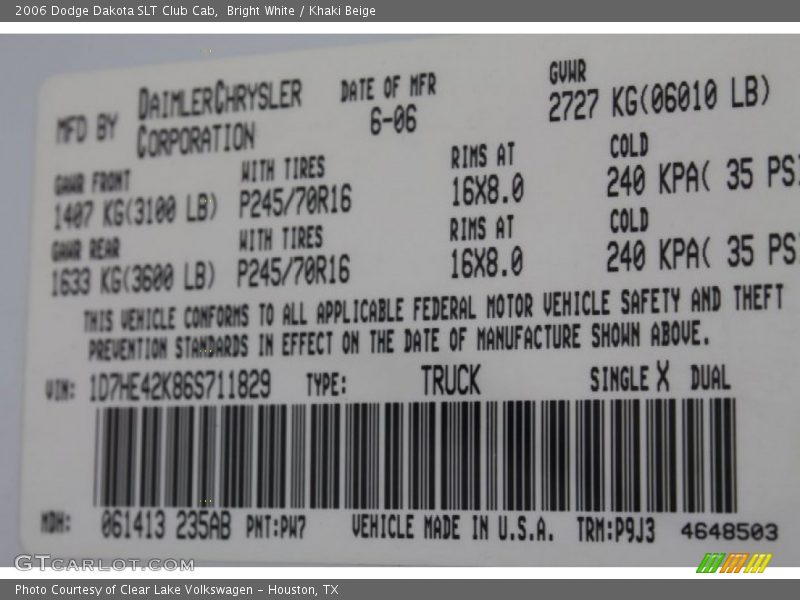 2006 Dodge Dakota SLT Club Cab, Bright White / Khaki Beige
MFD BY DAIMLERCHRYSLER CORPORATION DATE OF MFR 6-06 GVWR 2727 KG(06010 LB)
GAWR FRONT WITH TIRES RIMS AT COLD
1407 KG(3100 LB) P245/70R16 16X8.0 240 KPA( 35 PSI
GAWR REAR WITH TIRES RIMS AT COLD
1633 KG(3600 LB) P245/70R16 16X8.0 240 KPA( 35 PSI
THIS VEHICLE CONFORMS TO ALL APPLICABLE FEDERAL MOTOR VEHICLE SAFETY AND THEFT
PREVENTION STANDARDS IN EFFECT ON THE DATE OF MANUFACTURE SHOWN ABOVE.
VIN: 1D7HE42K86S711829 TYPE: TRUCK SINGLE X DUAL
MDH: 061413 235AB PNT:PW7 VEHICLE MADE IN U.S.A. TRM:P9J3 4648503
GTCARLOT.COM
Photo Courtesy of Clear Lake Volkswagen - Houston, TX